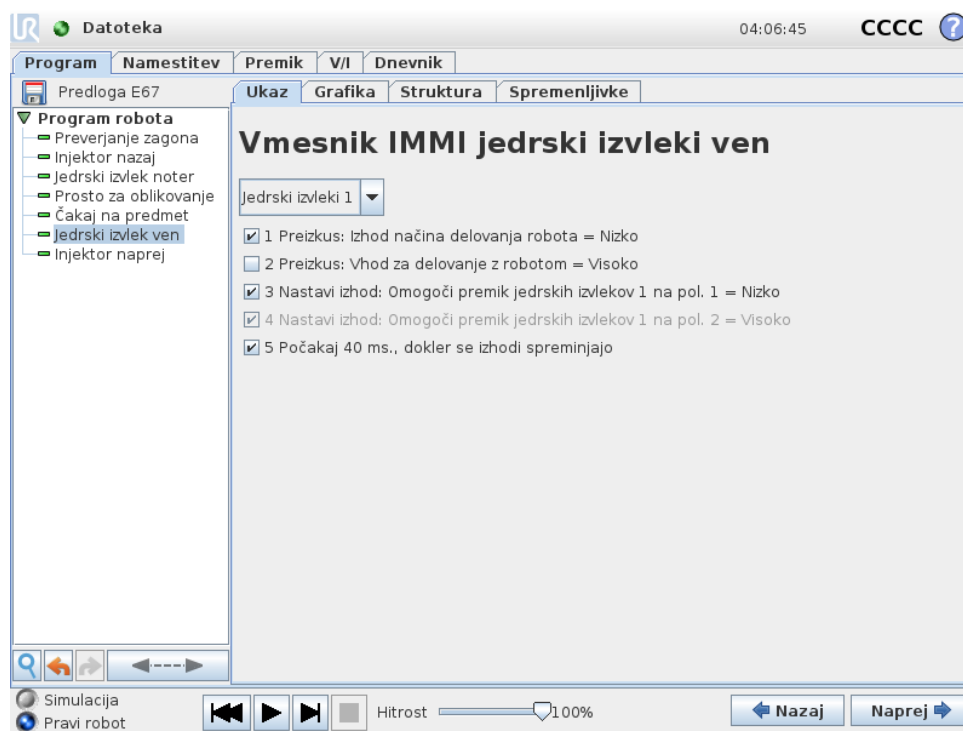 UR Datoteka 04:06:45 CCCC ?
Program Namestitev Premik V/I Dnevnik
Predloga E67
Ukaz Grafika Struktura Spremenljivke
Program robota
Preverjanje zagona
Injektor nazaj
Jedrski izvlek noter
Prosto za oblikovanje
Čakaj na predmet
Jedrski izvlek ven
Injektor naprej
Vmesnik IMMI jedrski izvleki ven
Jedrski izvleki 1
1 Preizkus: Izhod načina delovanja robota = Nizko
2 Preizkus: Vhod za delovanje z robotom = Visoko
3 Nastavi izhod: Omogoči premik jedrskih izvlekov 1 na pol. 1 = Nizko
4 Nastavi izhod: Omogoči premik jedrskih izvlekov 1 na pol. 2 = Visoko
5 Počakaj 40 ms., dokler se izhodi spreminjajo
Simulacija
Pravi robot
Hitrost 100%
Nazaj Naprej